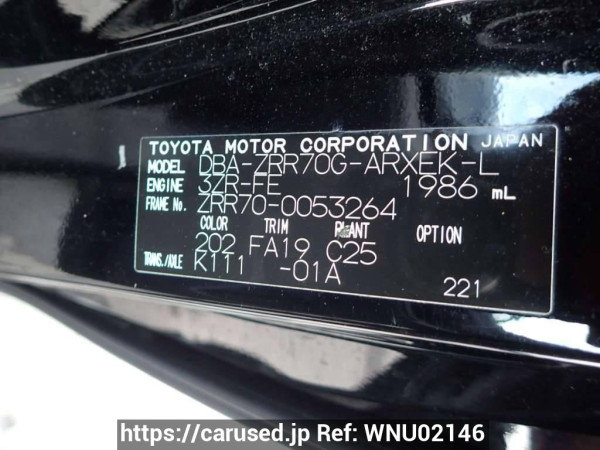 TOYOTA MOTOR CORPORATION JAPAN
MODEL DBA-ZRR70G-ARXEK-L
ENGINE 3ZR-FE 1986 mL
FRAME No. ZRR70-0053264
COLOR TRIM PLANT OPTION
202 FA19 C25
TRANS./AXLE K111 -01A
221
https://carused.jp Ref: WNU02146